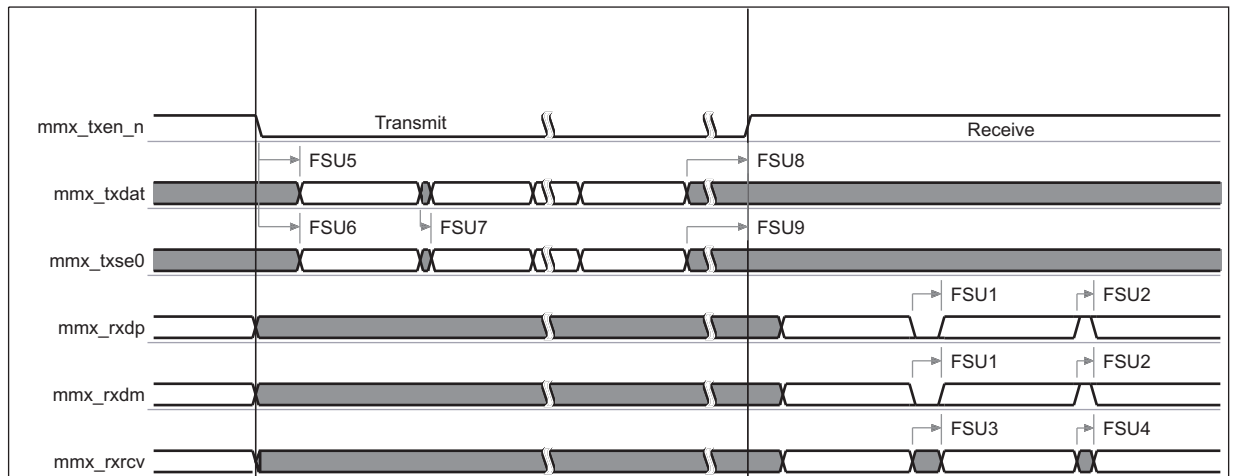 mmx_txen_n Transmit Receive
FSU5 FSU8
mmx_txdat
FSU6 FSU7 FSU9
mmx_txse0
FSU1 FSU2
mmx_rxdp
FSU1 FSU2
mmx_rxdm
FSU3 FSU4
mmx_rxrcv